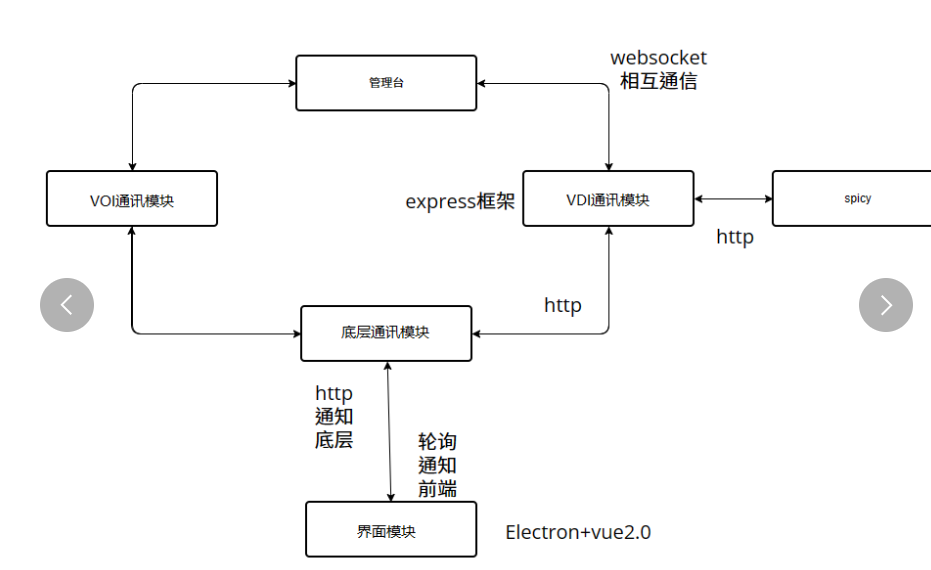 websocket
相互通信
管理台
VOI通讯模块
express框架
VDI通讯模块
spicy
http
http
底层通讯模块
http
通知
底层
轮询
通知
前端
界面模块
Electron+vue2.0